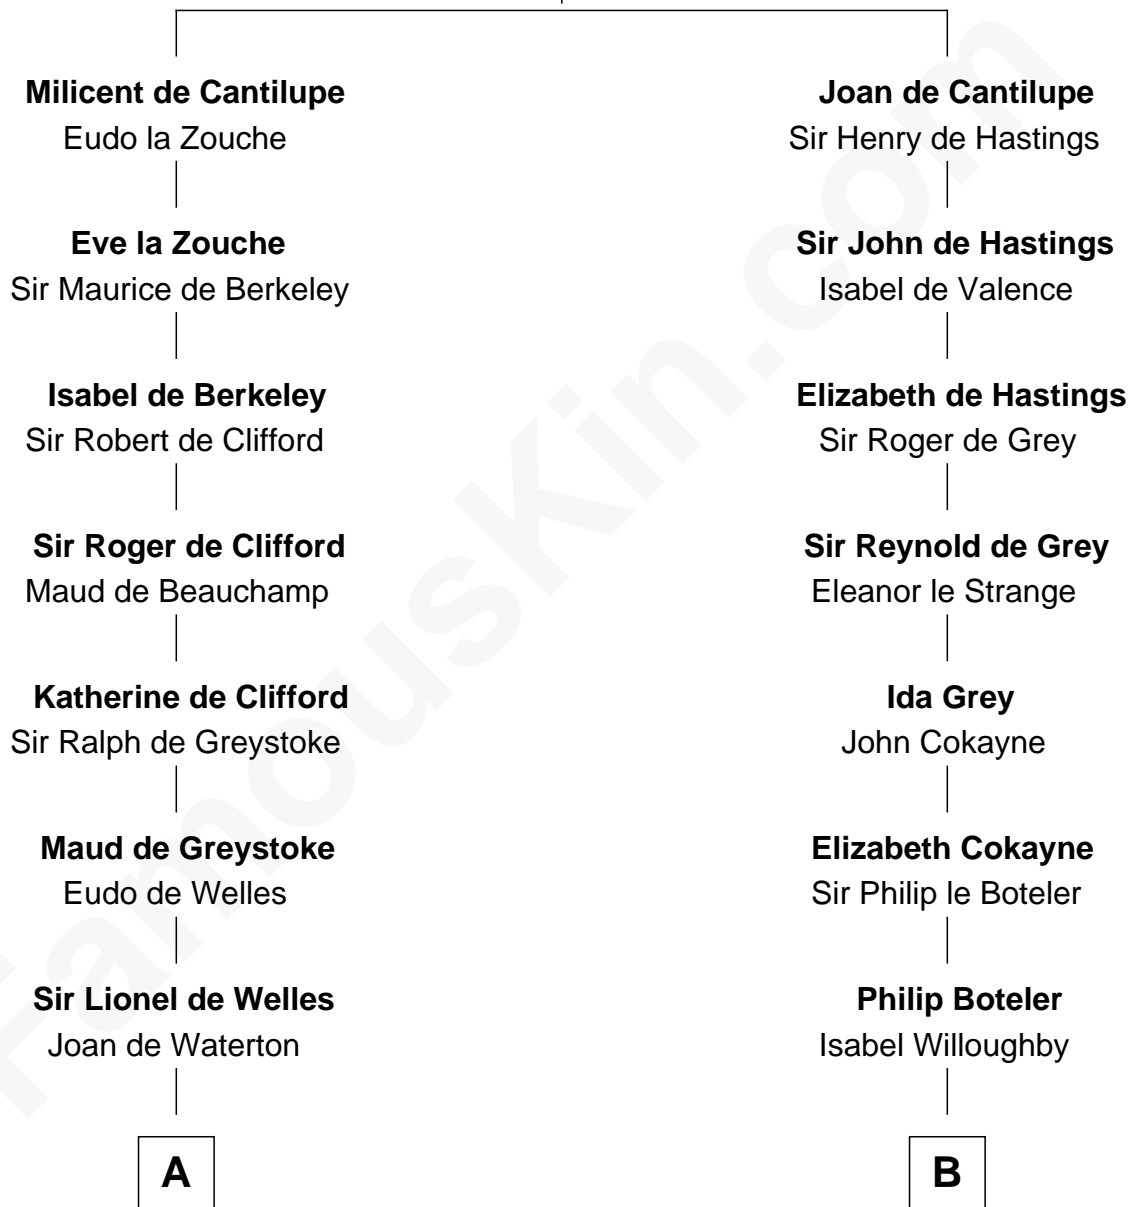 Milicent de Cantilupe
Eudo la Zouche
Eve la Zouche
Sir Maurice de Berkeley
Isabel de Berkeley
Sir Robert de Clifford
Sir Roger de Clifford
Maud de Beauchamp
Katherine de Clifford
Sir Ralph de Greystoke
Maud de Greystoke
Eudo de Welles
Sir Lionel de Welles
Joan de Waterton
A
Joan de Cantilupe
Sir Henry de Hastings
Sir John de Hastings
Isabel de Valence
Elizabeth de Hastings
Sir Roger de Grey
Sir Reynold de Grey
Eleanor le Strange
Ida Grey
John Cokayne
Elizabeth Cokayne
Sir Philip le Boteler
Philip Boteler
Isabel Willoughby
B
FamousKin.com